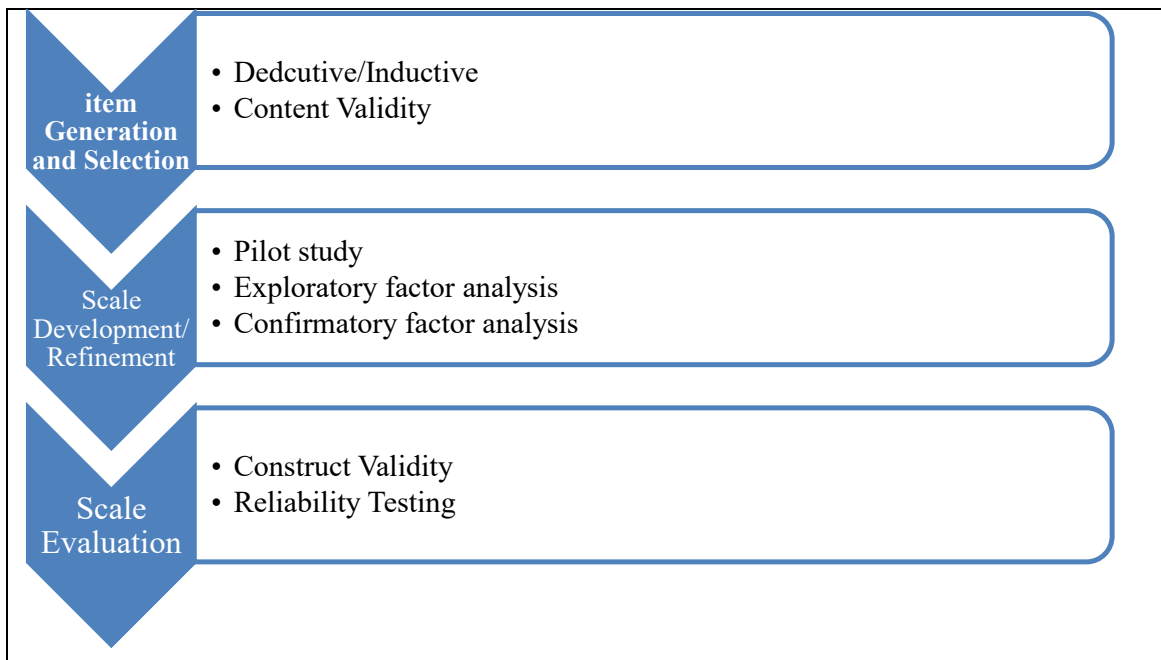 item
Generation
and Selection
• Dedcutive/Inductive
• Content Validity
Scale
Development/
Refinement
• Pilot study
• Exploratory factor analysis
• Confirmatory factor analysis
Scale
Evaluation
• Construct Validity
• Reliability Testing